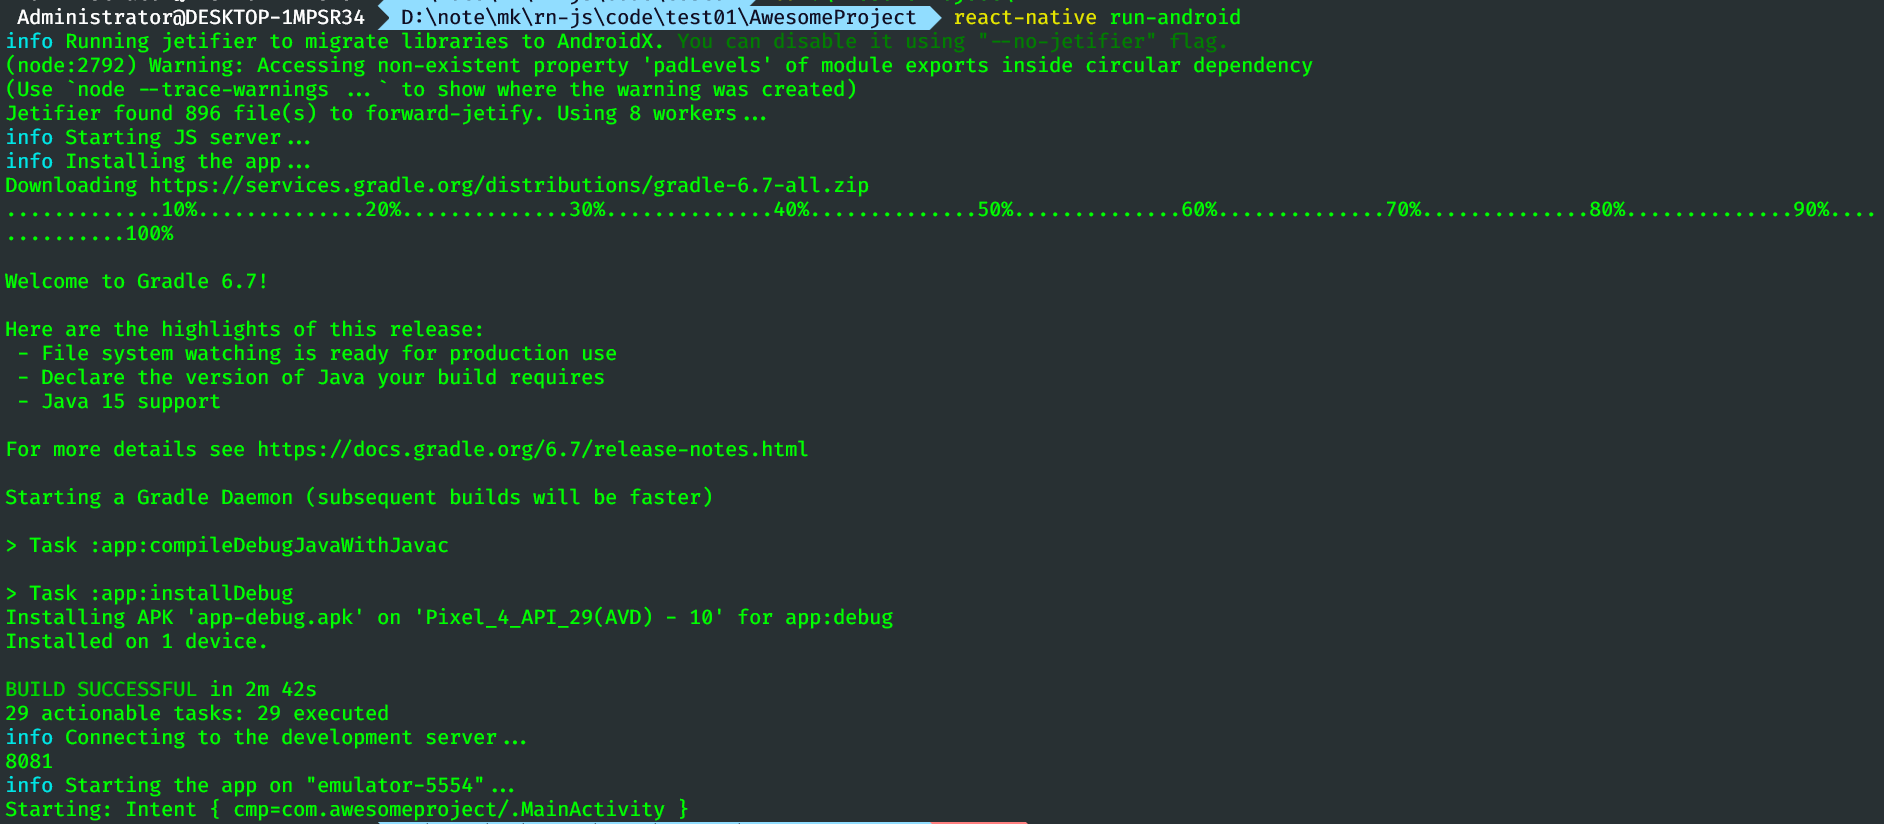 Administrator@DESKTOP-1MPSR34 D:\note\mk\rn-js\code\test01\AwesomeProject react-native run-android
info Running jetifier to migrate libraries to AndroidX. You can disable it using "--no-jetifier" flag.
(node:2792) Warning: Accessing non-existent property 'padLevels' of module exports inside circular dependency
(Use `node --trace-warnings ...` to show where the warning was created)
Jetifier found 896 file(s) to forward-jetify. Using 8 workers...
info Starting JS server...
info Installing the app...
Downloading https://services.gradle.org/distributions/gradle-6.7-all.zip
.............10%..............20%..............30%..............40%..............50%..............60%..............70%..............80%..............90%....
..........100%
Welcome to Gradle 6.7!
Here are the highlights of this release:
- File system watching is ready for production use
- Declare the version of Java your build requires
- Java 15 support
For more details see https://docs.gradle.org/6.7/release-notes.html
Starting a Gradle Daemon (subsequent builds will be faster)
> Task :app:compileDebugJavaWithJavac
> Task :app:installDebug
Installing APK 'app-debug.apk' on 'Pixel_4_API_29(AVD) - 10' for app:debug
Installed on 1 device.
BUILD SUCCESSFUL in 2m 42s
29 actionable tasks: 29 executed
info Connecting to the development server...
8081
info Starting the app on "emulator-5554"...
Starting: Intent { cmp=com.awesomeproject/.MainActivity }